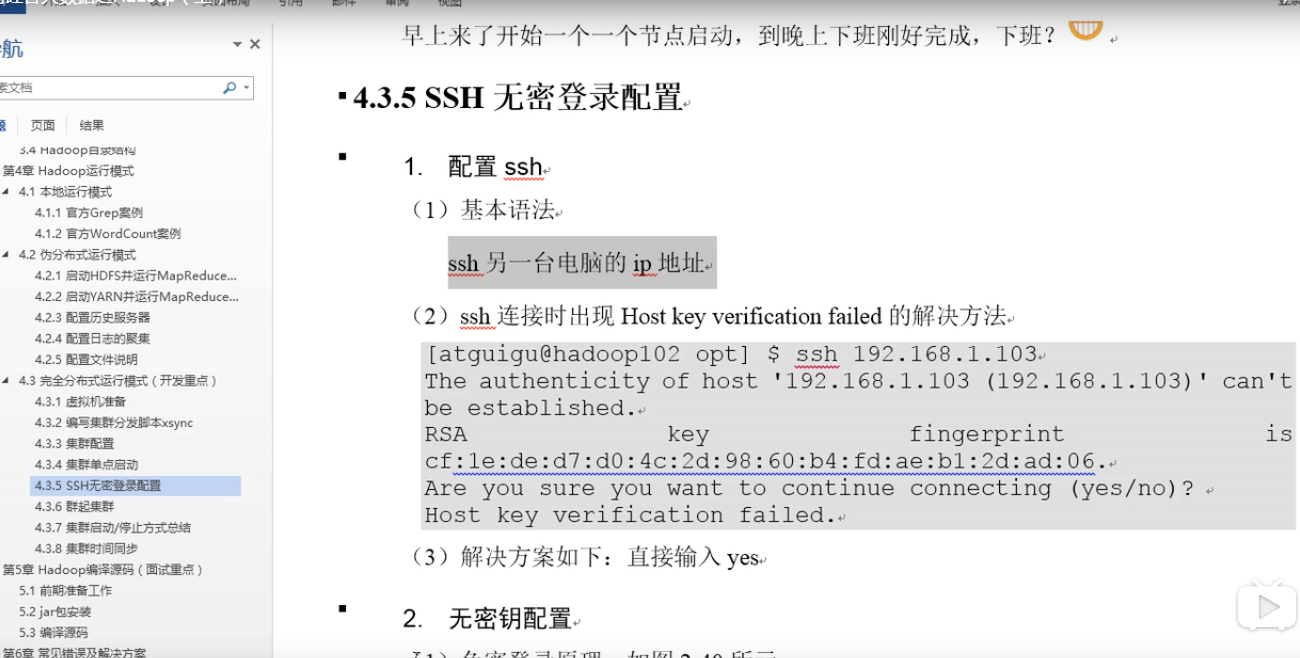 引用
邮件
审阅
视图
航
索文档
页面
结果
3.4 Hadoop目录结构
第4章 Hadoop运行模式
4.1 本地运行模式
4.1.1 官方Grep案例
4.1.2 官方WordCount案例
4.2 伪分布式运行模式
4.2.1 启动HDFS并运行MapReduce...
4.2.2 启动YARN并运行MapReduce...
4.2.3 配置历史服务器
4.2.4 配置日志的聚集
4.2.5 配置文件说明
4.3 完全分布式运行模式（开发重点）
4.3.1 虚拟机准备
4.3.2 编写集群分发脚本xsync
4.3.3 集群配置
4.3.4 集群单点启动
4.3.5 SSH无密登录配置
4.3.6 群起集群
4.3.7 集群启动/停止方式总结
4.3.8 集群时间同步
第5章 Hadoop编译源码（面试重点）
5.1 前期准备工作
5.2 jar包安装
5.3 编译源码
第6章 常见错误及解决方案
早上来了开始一个一个节点启动，到晚上下班刚好完成，下班？
4.3.5 SSH 无密登录配置
1. 配置 ssh
（1）基本语法
ssh 另一台电脑的 ip 地址
（2）ssh 连接时出现 Host key verification failed 的解决方法
[atguigu@hadoop102 opt] $ ssh 192.168.1.103
The authenticity of host '192.168.1.103 (192.168.1.103)' can't
be established.
RSA key fingerprint is
cf:1e:de:d7:d0:4c:2d:98:60:b4:fd:ae:b1:2d:ad:06.
Are you sure you want to continue connecting (yes/no)?
Host key verification failed.
（3）解决方案如下：直接输入 yes
2. 无密钥配置
（1）免密登录原理，如图 2-40 所示